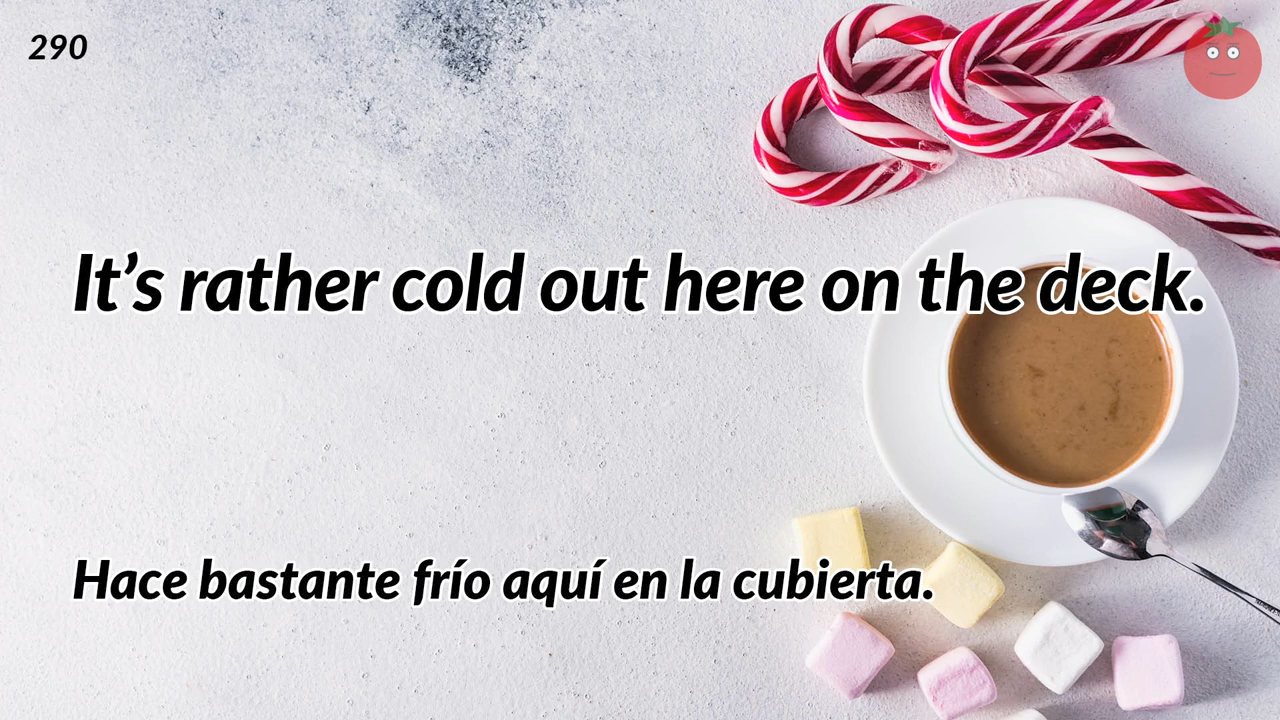 290
It’s rather cold out here on the deck.
Hace bastante frío aquí en la cubierta.